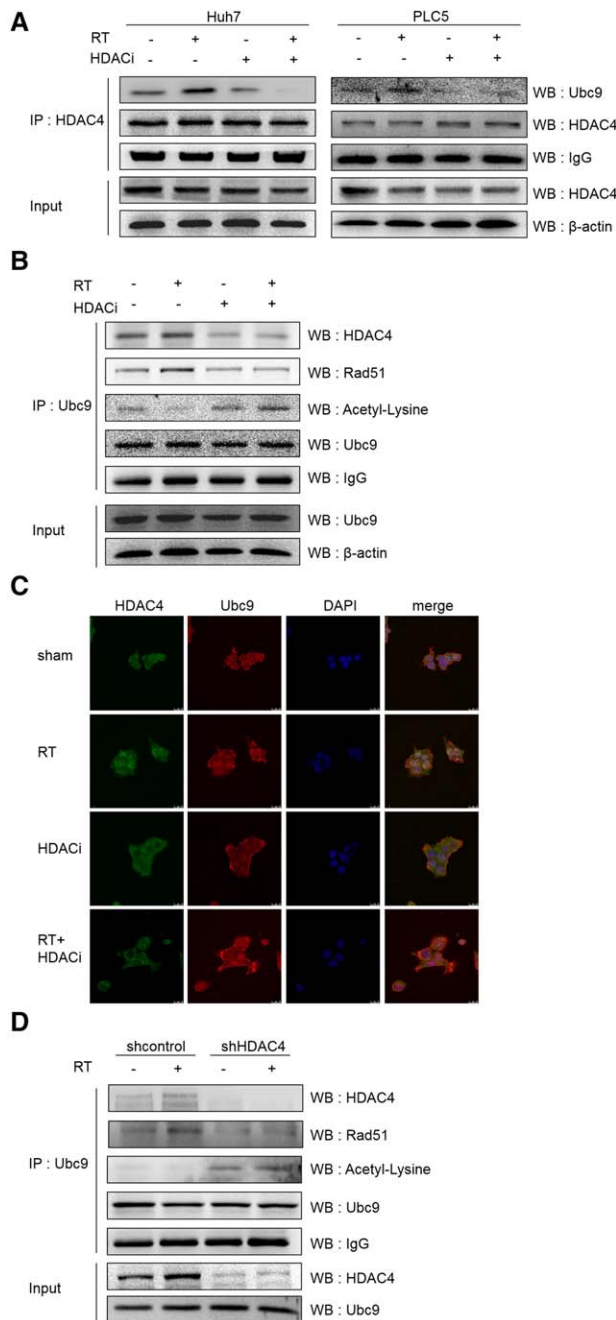 A
Huh7 PLC5
RT - + - + - + - +
HDACi - - + + - - + +
IP : HDAC4
WB : Ubc9
WB : HDAC4
WB : IgG
Input
WB : HDAC4
WB : β-actin
B
RT - + - +
HDACi - - + +
IP : Ubc9
WB : HDAC4
WB : Rad51
WB : Acetyl-Lysine
WB : Ubc9
WB : IgG
Input
WB : Ubc9
WB : β-actin
C
HDAC4 Ubc9 DAPI merge
sham
RT
HDACi
RT+
HDACi
D
shcontrol shHDAC4
RT - + - +
IP : Ubc9
WB : HDAC4
WB : Rad51
WB : Acetyl-Lysine
WB : Ubc9
WB : IgG
Input
WB : HDAC4
WB : Ubc9